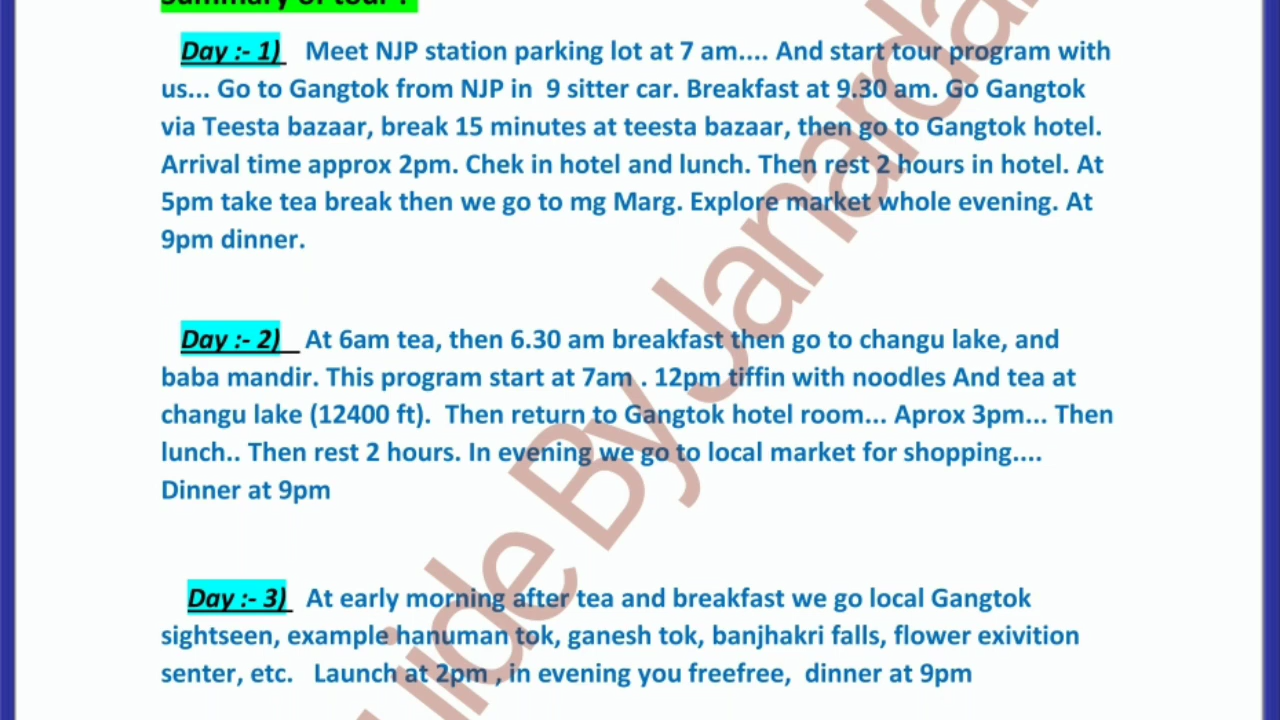 Summary of tour :
Day :- 1) Meet NJP station parking lot at 7 am.... And start tour program with
us... Go to Gangtok from NJP in 9 sitter car. Breakfast at 9.30 am. Go Gangtok
via Teesta bazaar, break 15 minutes at teesta bazaar, then go to Gangtok hotel.
Arrival time approx 2pm. Chek in hotel and lunch. Then rest 2 hours in hotel. At
5pm take tea break then we go to mg Marg. Explore market whole evening. At
9pm dinner.
Day :- 2) At 6am tea, then 6.30 am breakfast then go to changu lake, and
baba mandir. This program start at 7am . 12pm tiffin with noodles And tea at
changu lake (12400 ft). Then return to Gangtok hotel room... Aprox 3pm... Then
lunch.. Then rest 2 hours. In evening we go to local market for shopping....
Dinner at 9pm
Day :- 3) At early morning after tea and breakfast we go local Gangtok
sightseen, example hanuman tok, ganesh tok, banjhakri falls, flower exivition
senter, etc. Launch at 2pm , in evening you freefree, dinner at 9pm
By